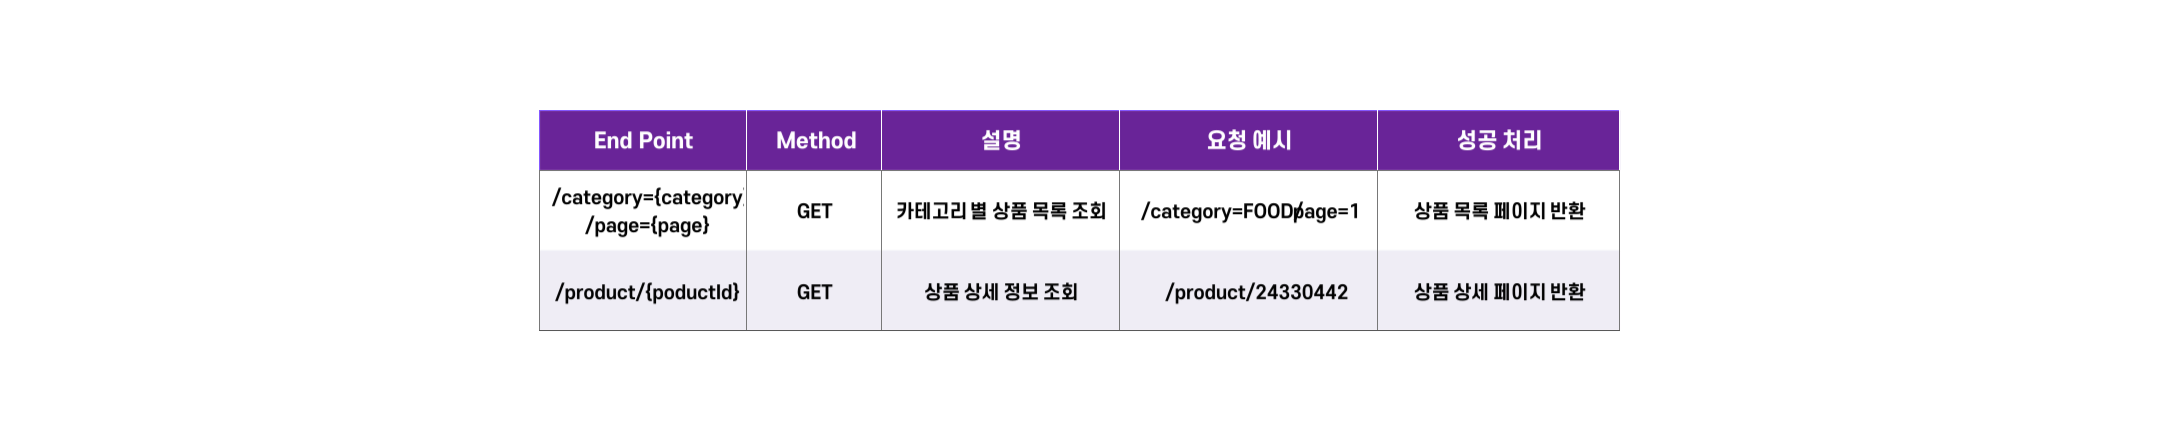 End Point Method 설명 요청 예시 성공 처리
/category={category}
/page={page}
GET 카테고리 별 상품 목록 조회 /category=FOOD/page=1 상품 목록 페이지 반환
/product/{poductId} GET 상품 상세 정보 조회 /product/24330442 상품 상세 페이지 반환